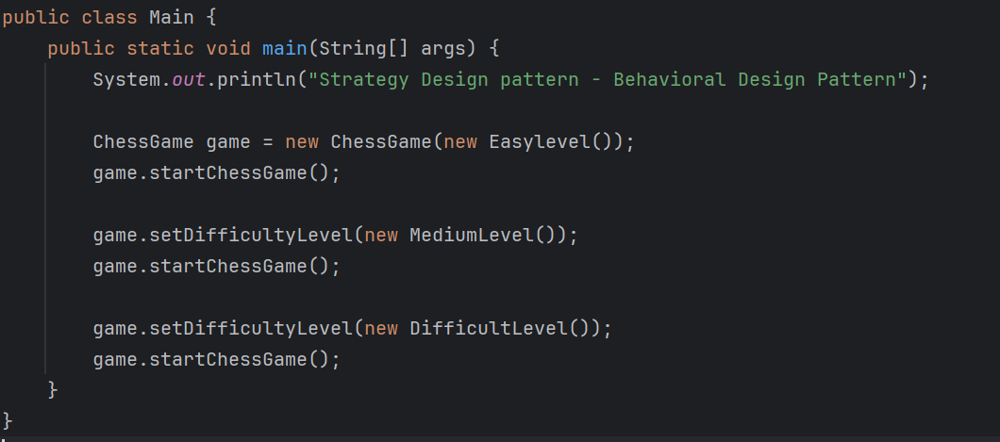 public class Main {
    public static void main(String[] args) {
        System.out.println("Strategy Design pattern - Behavioral Design Pattern");

        ChessGame game = new ChessGame(new Easylevel());
        game.startChessGame();

        game.setDifficultyLevel(new MediumLevel());
        game.startChessGame();

        game.setDifficultyLevel(new DifficultLevel());
        game.startChessGame();
    }
}